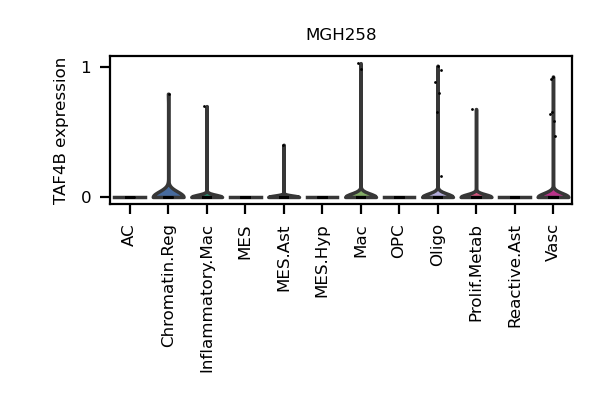 MGH258
TAF4B expression
1
0
AC
Chromatin.Reg
Inflammatory.Mac
MES
MES.Ast
MES.Hyp
Mac
OPC
Oligo
Prolif.Metab
Reactive.Ast
Vasc